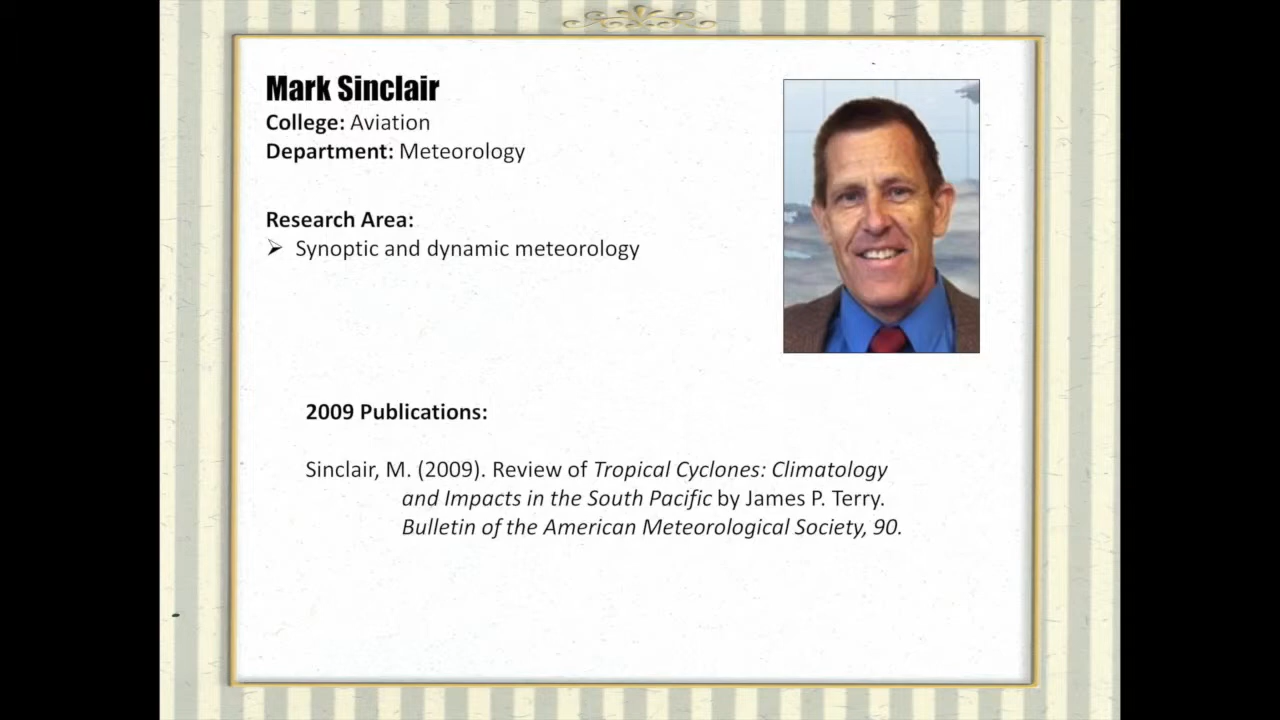 Mark Sinclair
College: Aviation
Department: Meteorology
Research Area:
➢ Synoptic and dynamic meteorology
2009 Publications:
Sinclair, M. (2009). Review of Tropical Cyclones: Climatology
and Impacts in the South Pacific by James P. Terry.
Bulletin of the American Meteorological Society, 90.